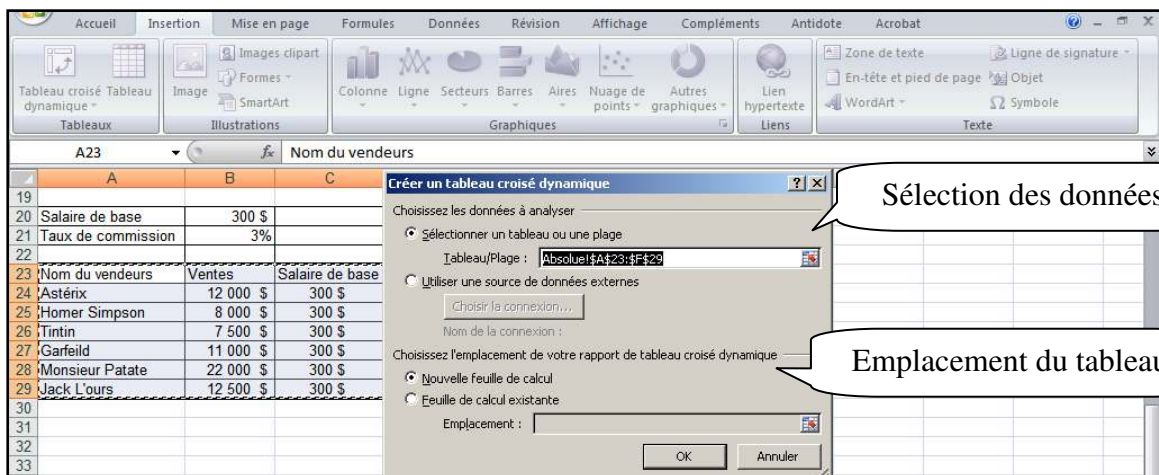 Accueil Insertion Mise en page Formules Données Révision Affichage Compléments Antidote Acrobat
Tableau croisé dynamique Tableau
Tableaux
Image
Images clipart
Formes
SmartArt
Illustrations
Colonne Ligne Secteurs Barres Aires Nuage de points Autres graphiques
Graphiques
Lien hypertexte
Liens
Zone de texte
En-tête et pied de page
WordArt
Ligne de signature
Objet
Symbole
Texte
A23 fx Nom du vendeurs
A B C
19
20 Salaire de base 300 $
21 Taux de commission 3%
22
23 Nom du vendeurs Ventes Salaire de base
24 Astérix 12 000 $ 300 $
25 Homer Simpson 8 000 $ 300 $
26 Tintin 7 500 $ 300 $
27 Garfeild 11 000 $ 300 $
28 Monsieur Patate 22 000 $ 300 $
29 Jack L'ours 12 500 $ 300 $
30
31
32
33
Créer un tableau croisé dynamique
Choisissez les données à analyser
Sélectionner un tableau ou une plage
Tableau/Plage : Absolue!$A$23:$F$29
Utiliser une source de données externes
Choisir la connexion...
Nom de la connexion :
Choisissez l'emplacement de votre rapport de tableau croisé dynamique
Nouvelle feuille de calcul
Feuille de calcul existante
Emplacement :
OK Annuler
Sélection des données
Emplacement du tableau